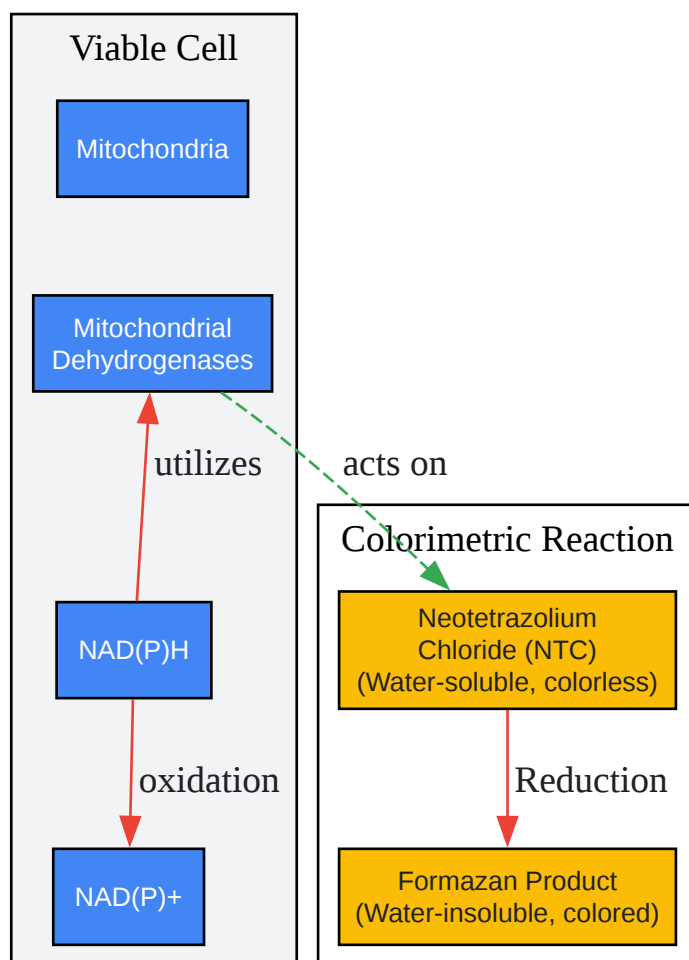 Viable Cell
Mitochondria
Mitochondrial
Dehydrogenases
utilizes
acts on
Colorimetric Reaction
NAD(P)H
Neotetrazolium
Chloride (NTC)
(Water-soluble, colorless)
oxidation
Reduction
NAD(P)+
Formazan Product
(Water-insoluble, colored)